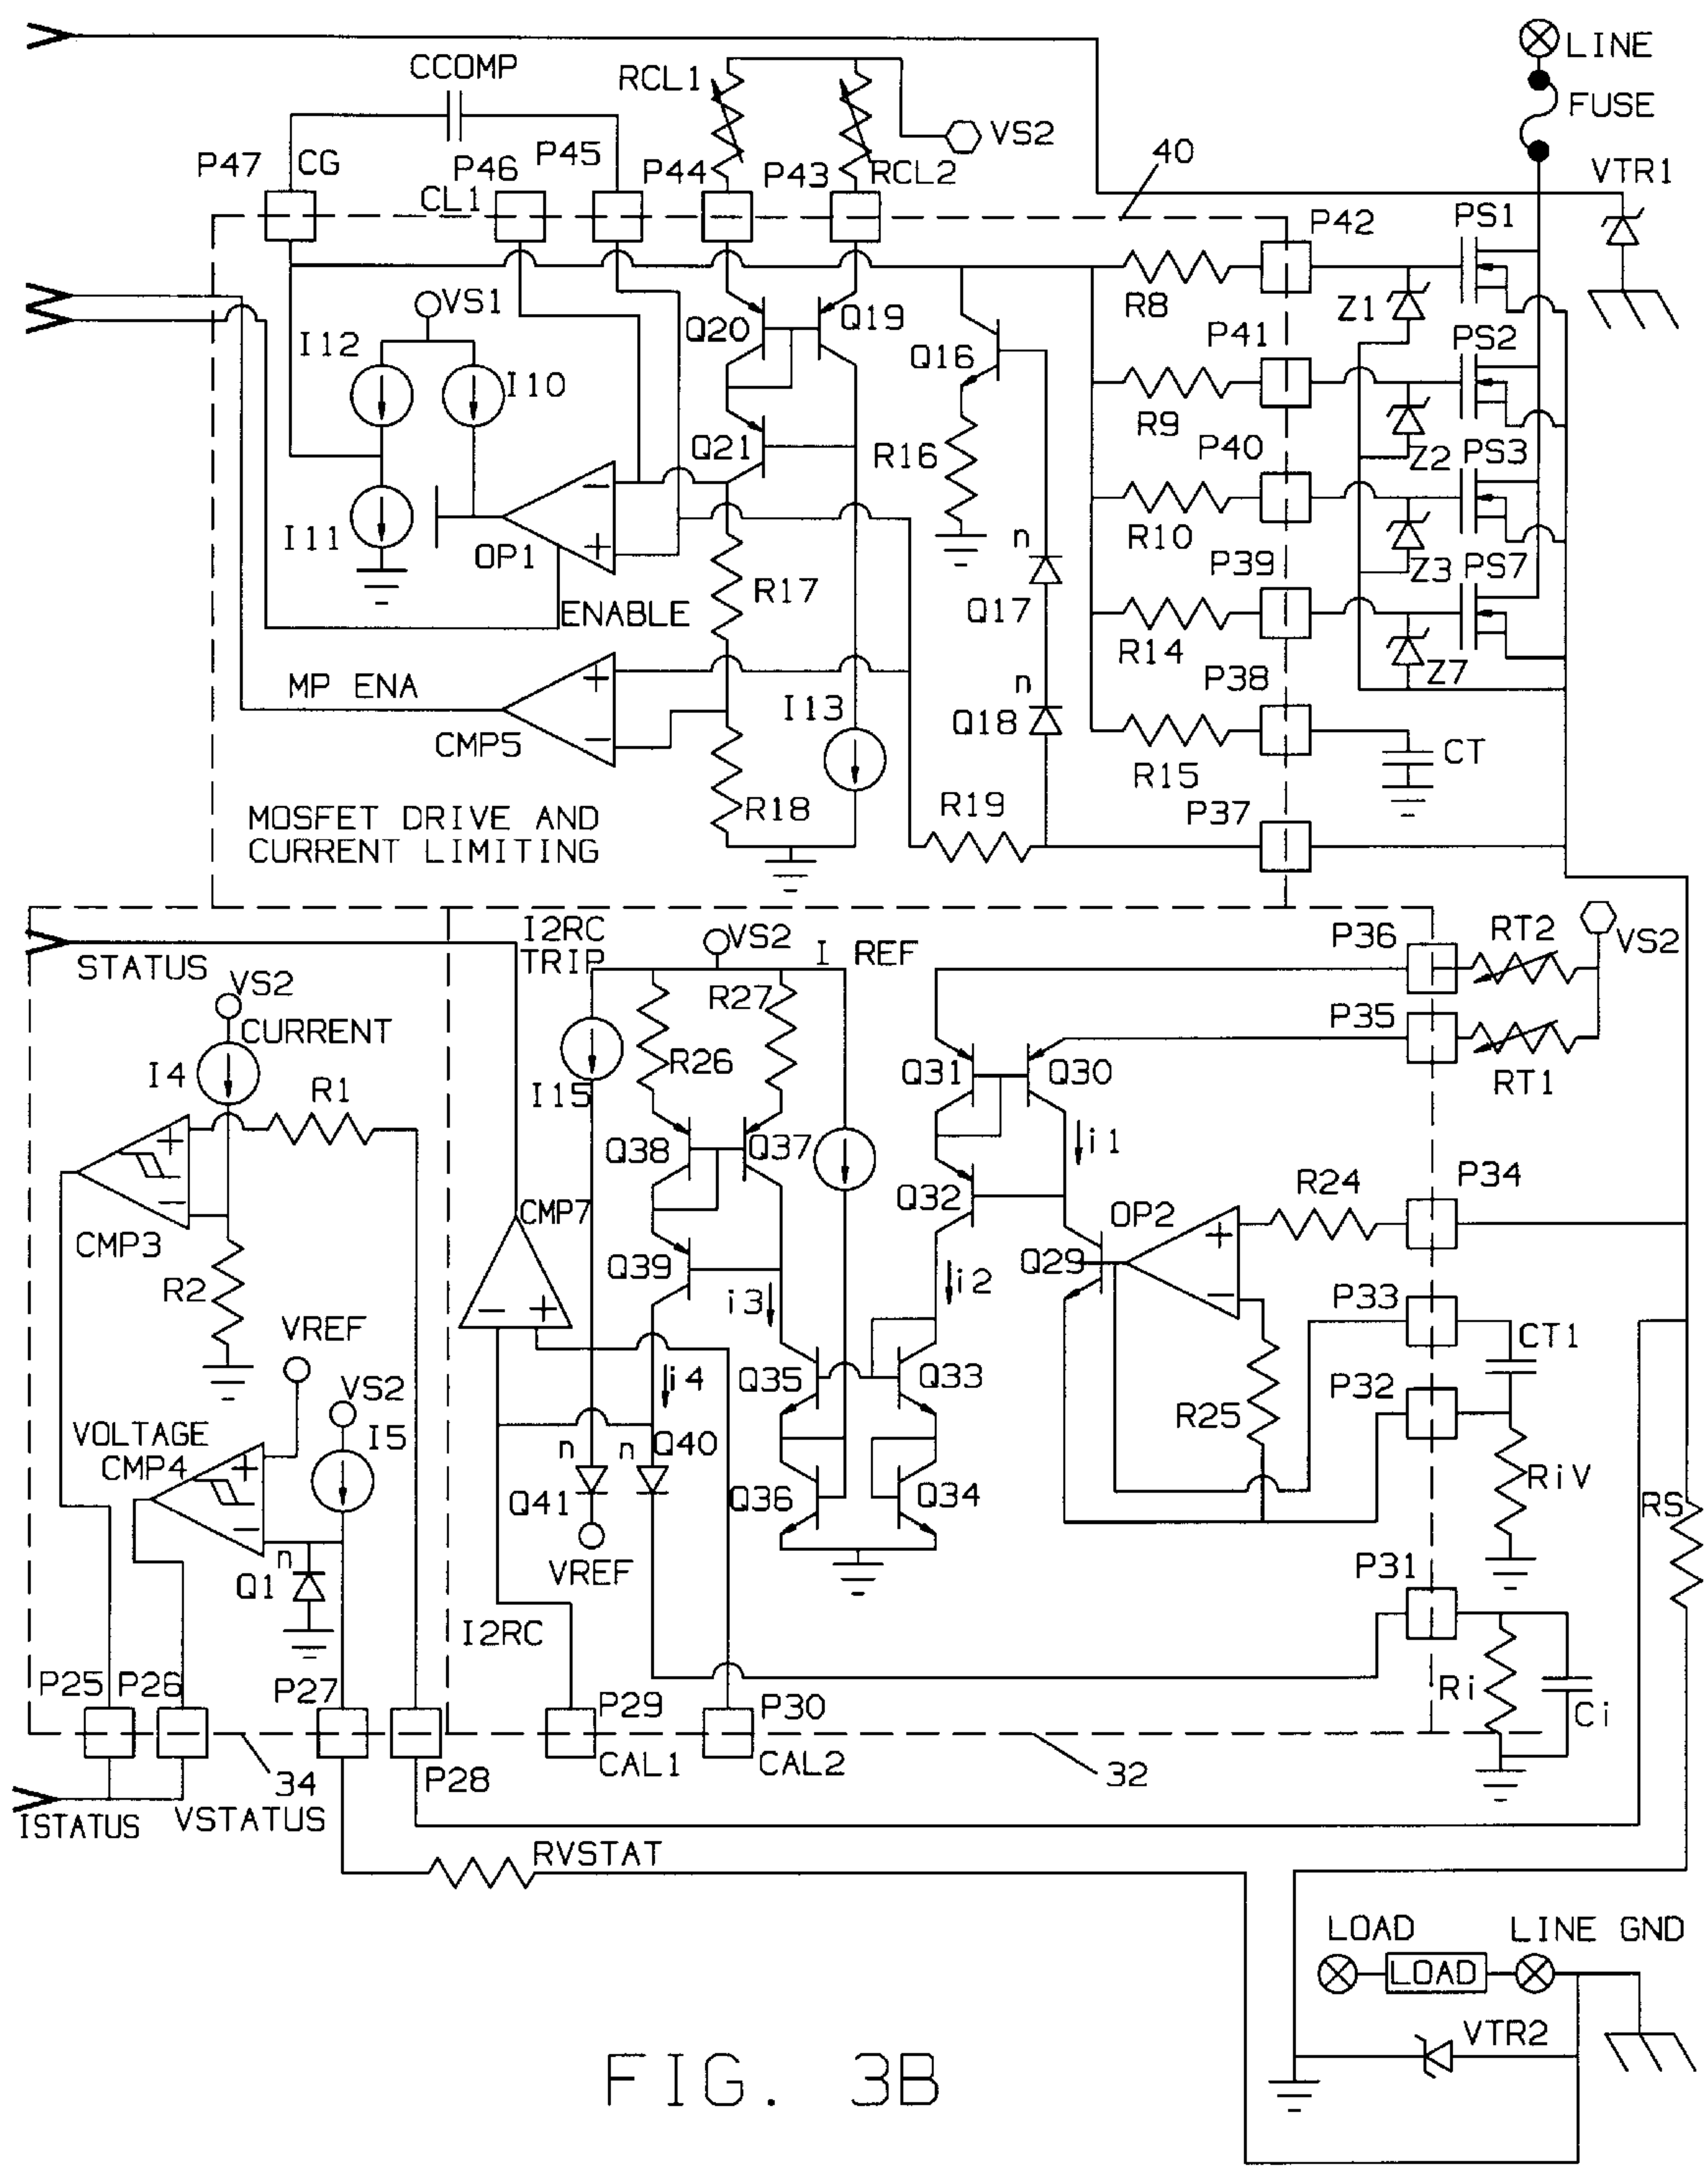 LINE
CCOMP
RCL1
FUSE
VS2
P47
CG
P46
P45
P44
P43
RCL2
40
VTR1
CL1
P42
PS1
VS1
R8
Z1
I12
Q20
Q19
P41
PS2
Q16
I10
R9
P40
Z2
PS3
Q21
R16
I11
OP1
R10
n
P39
Z3
PS7
R17
Q17
ENABLE
R14
Z7
P38
MP ENA
n
I13
Q18
CMP5
R15
CT
R18
R19
P37
MOSFET DRIVE AND
CURRENT LIMITING
I2RC
TRIP
VS2
I REF
P36
RT2
VS2
STATUS
VS2
R27
CURRENT
P35
I4
R1
R26
Q31
Q30
RT1
I15
Q38
Q37
i1
P34
CMP7
Q32
R24
OP2
CMP3
Q39
Q29
R2
i3
i2
P33
CT1
VREF
i4
Q35
Q33
P32
VS2
R25
VOLTAGE
CMP4
I5
n
n
Q40
Q41
Q36
Q34
RiV
RS
VREF
n
Q1
P31
I2RC
P25
P26
P27
P29
P30
Ri
Ci
34
P28
CAL1
CAL2
32
ISTATUS
VSTATUS
RVSTAT
LOAD
LINE GND
LOAD
VTR2
FIG. 3B